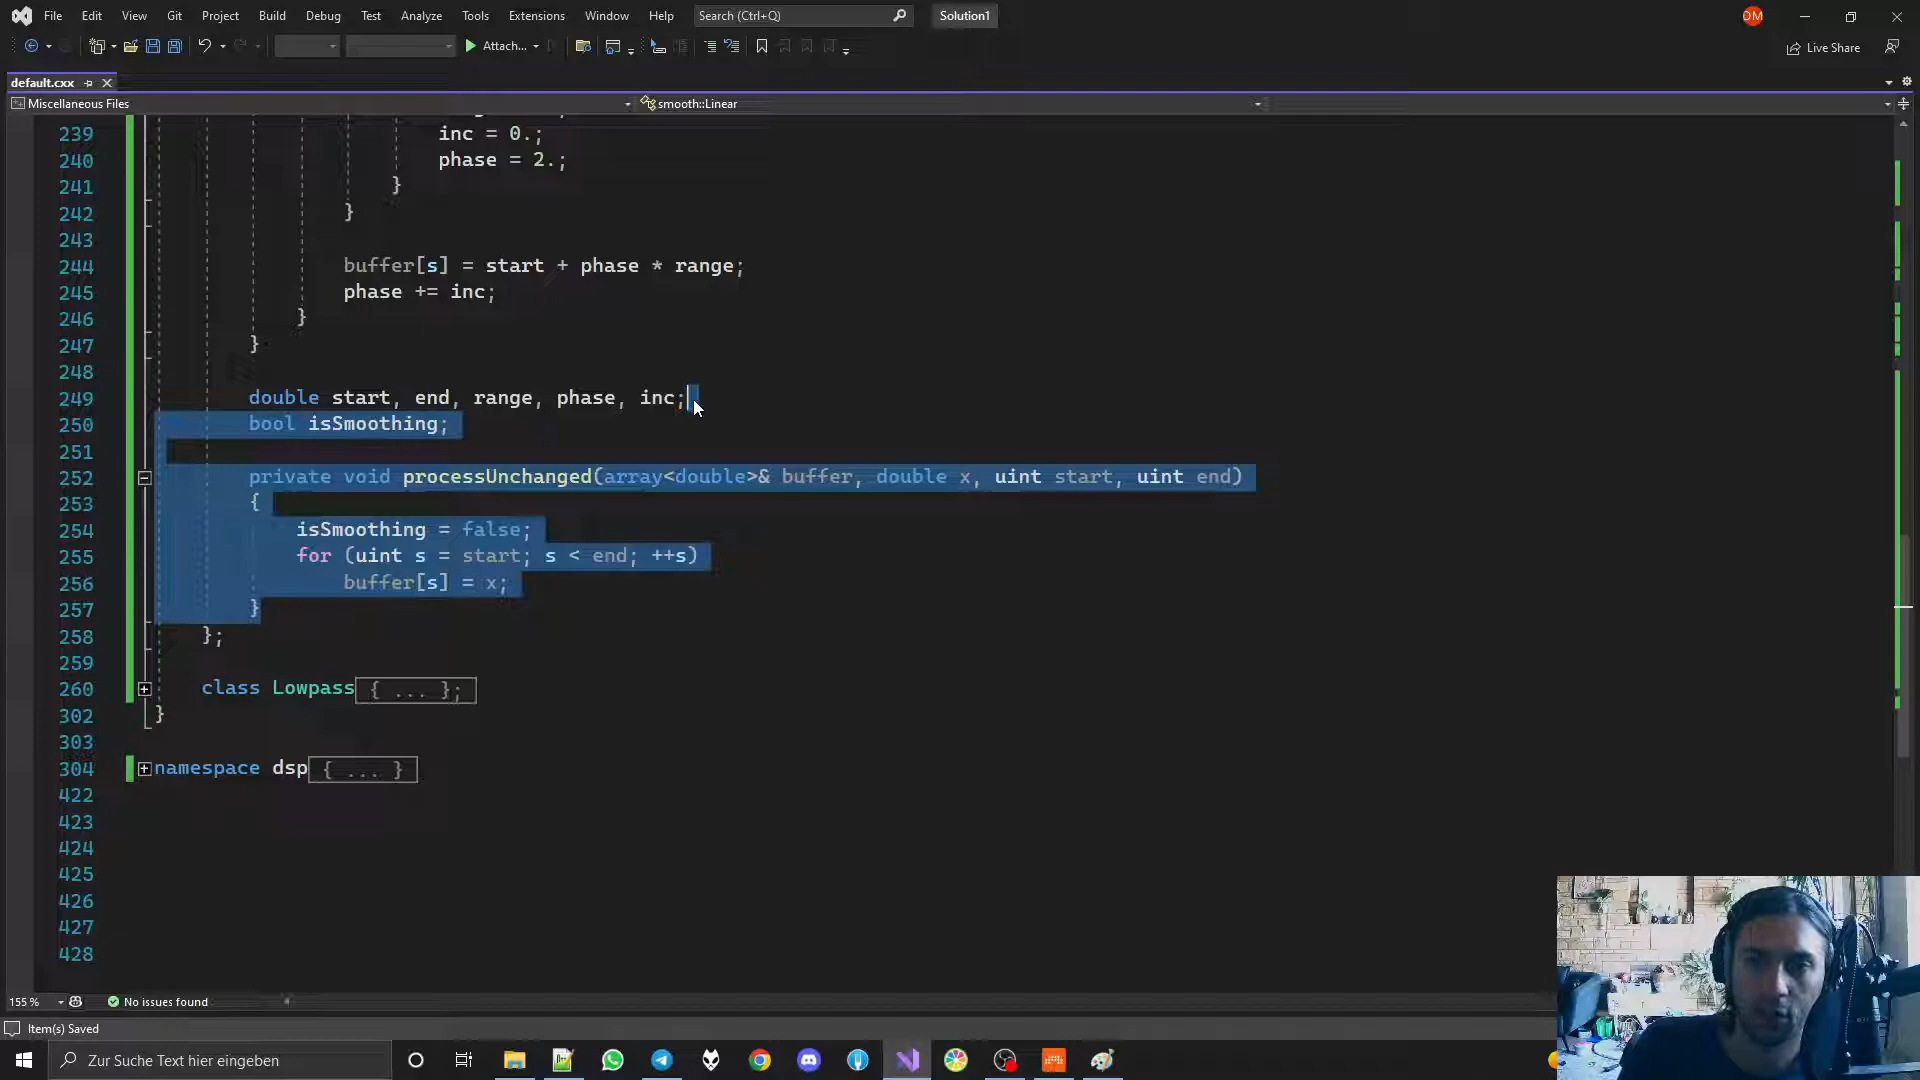 File Edit View Git Project Build Debug Test Analyze Tools Extensions Window Help Search (Ctrl+Q) Solution1 DM
Attach... Live Share
default.cxx
Miscellaneous Files smooth::Linear
239 inc = 0.;
240 phase = 2.;
241 }
242 }
243
244 buffer[s] = start + phase * range;
245 phase += inc;
246 }
247 }
248
249 double start, end, range, phase, inc;
250 bool isSmoothing;
251
252 private void processUnchanged(array<double>& buffer, double x, uint start, uint end)
253 {
254 isSmoothing = false;
255 for (uint s = start; s < end; ++s)
256 buffer[s] = x;
257 }
258 };
259
260 class Lowpass { ... };
302 }
303
304 namespace dsp { ... }
422
423
424
425
426
427
428
155 % No issues found
Item(s) Saved
Zur Suche Text hier eingeben